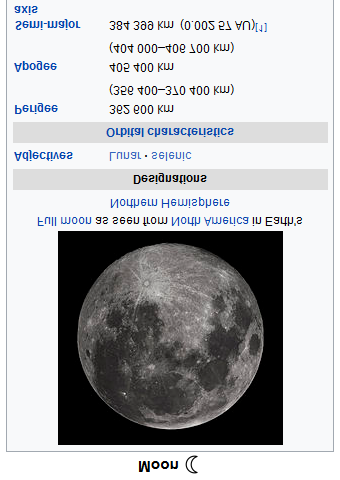 Moon ☾
Full moon as seen from North America in Earth's
Northern Hemisphere
Designations
Adjectives Lunar · selenic
Orbital characteristics
Perigee 362 600 km
(356 400–370 400 km)
Apogee 405 400 km
(404 000–406 700 km)
Semi-major 384 399 km (0.002 57 AU)[1]
axis